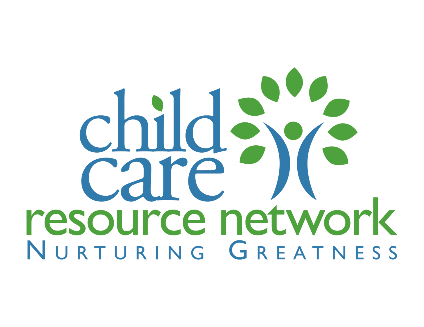 child
care
resource network
NURTURING GREATNESS